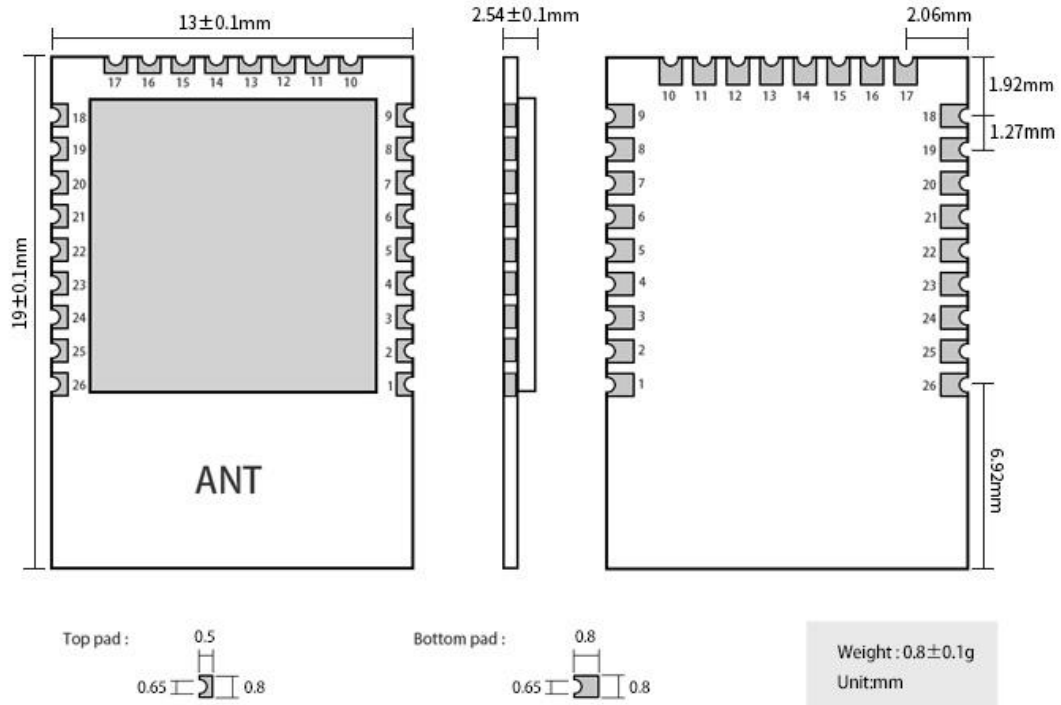 13±0.1mm
2.54±0.1mm
2.06mm
17 16 15 14 13 12 11 10
10 11 12 13 14 15 16 17
1.92mm
1.27mm
18 9
19 8
20 7
21 6
22 5
23 4
24 3
25 2
26 1
9 18
8 19
7 20
6 21
5 22
4 23
3 24
2 25
1 26
19±0.1mm
6.92mm
ANT
Top pad : 0.5
0.65 0.8
Bottom pad : 0.8
0.65 0.8
Weight : 0.8±0.1g
Unit:mm